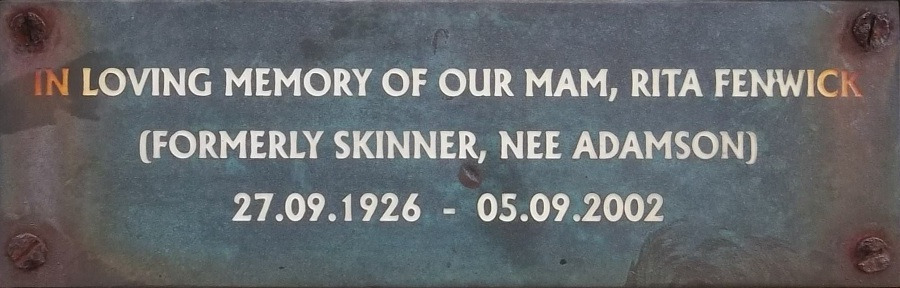 IN LOVING MEMORY OF OUR MAM, RITA FENWICK
(FORMERLY SKINNER, NEE ADAMSON)
27.09.1926 - 05.09.2002